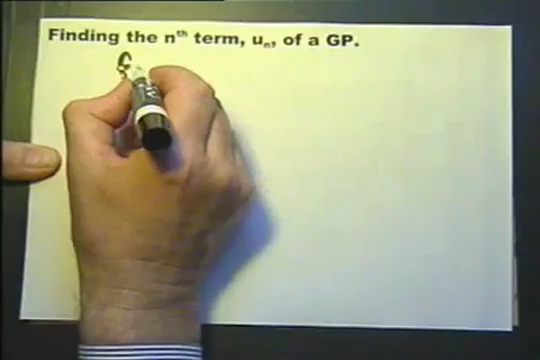 Finding the nth term, un, of a GP.